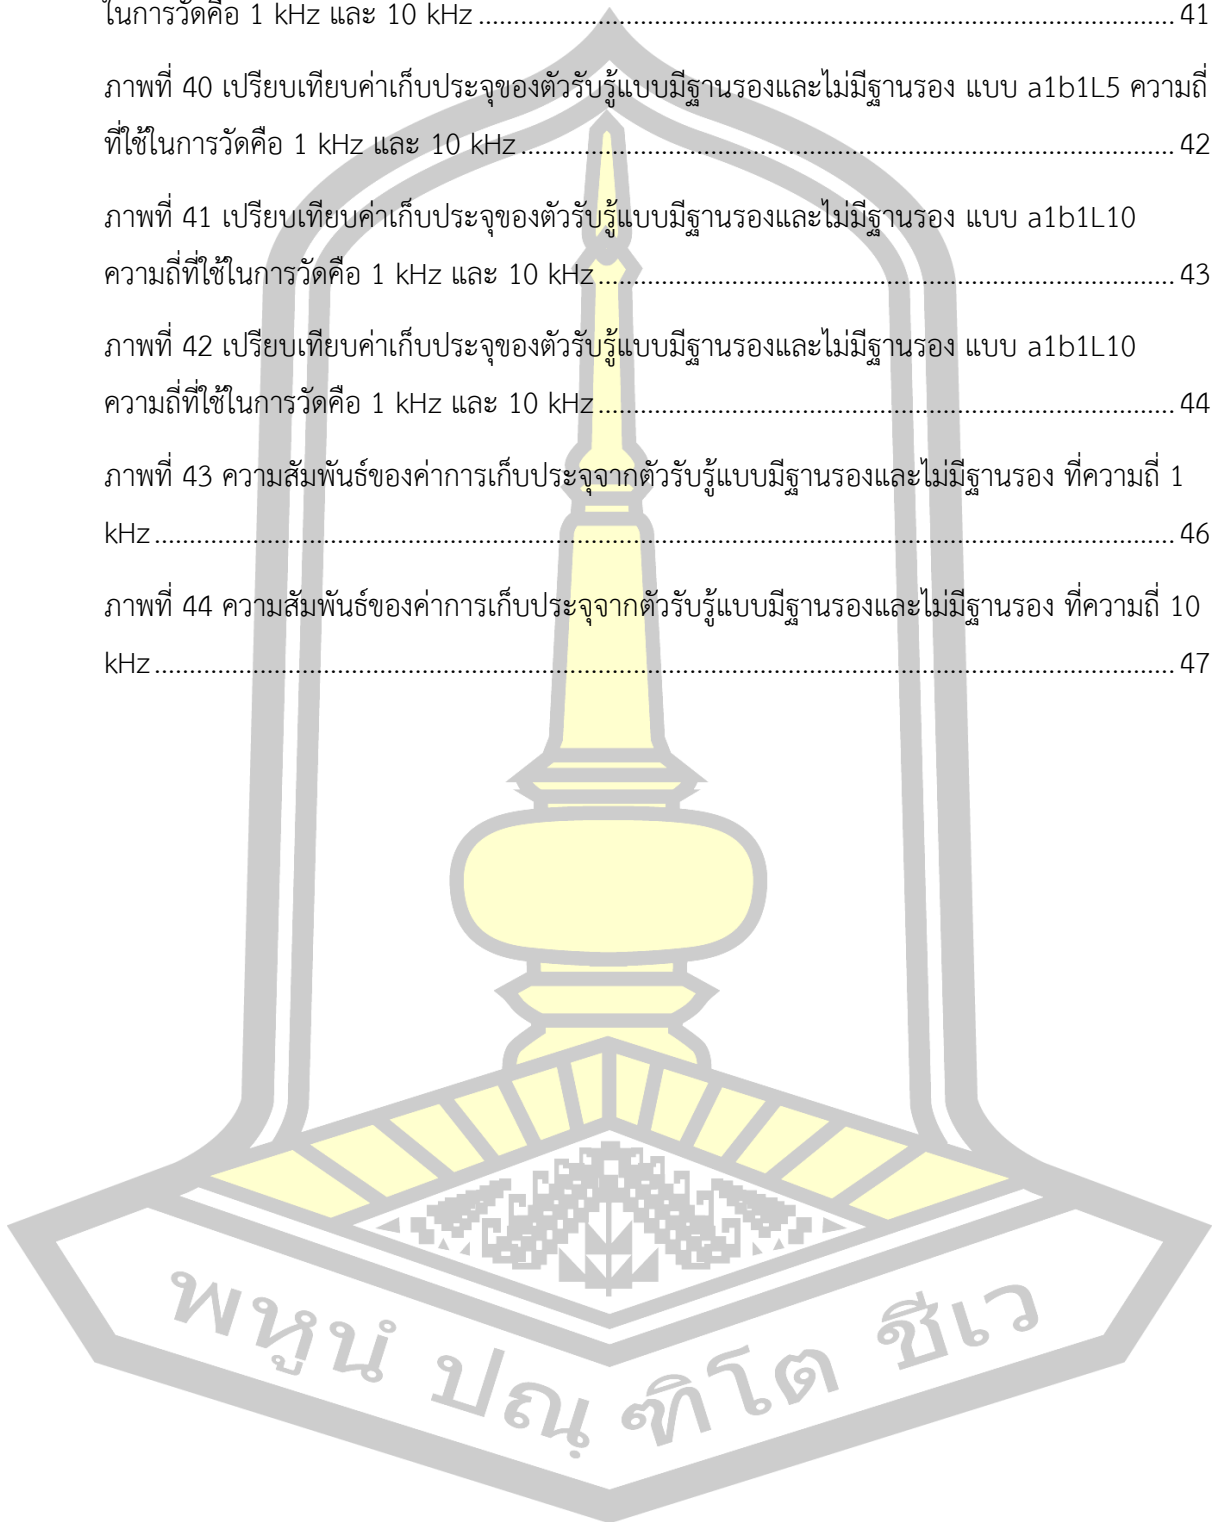 ในการวัดคือ 1 kHz และ 10 kHz ........................................................................................................ 41
ภาพที่ 40 เปรียบเทียบค่าเก็บประจุของตัวรับรู้แบบมีฐานรองและไม่มีฐานรอง แบบ a1b1L5 ความถี่
ที่ใช้ในการวัดคือ 1 kHz และ 10 kHz ................................................................................................. 42
ภาพที่ 41 เปรียบเทียบค่าเก็บประจุของตัวรับรู้แบบมีฐานรองและไม่มีฐานรอง แบบ a1b1L10
ความถี่ที่ใช้ในการวัดคือ 1 kHz และ 10 kHz ...................................................................................... 43
ภาพที่ 42 เปรียบเทียบค่าเก็บประจุของตัวรับรู้แบบมีฐานรองและไม่มีฐานรอง แบบ a1b1L10
ความถี่ที่ใช้ในการวัดคือ 1 kHz และ 10 kHz ...................................................................................... 44
ภาพที่ 43 ความสัมพันธ์ของค่าการเก็บประจุจากตัวรับรู้แบบมีฐานรองและไม่มีฐานรอง ที่ความถี่ 1
kHz ......................................................................................................................................................... 46
ภาพที่ 44 ความสัมพันธ์ของค่าการเก็บประจุจากตัวรับรู้แบบมีฐานรองและไม่มีฐานรอง ที่ความถี่ 10
kHz ......................................................................................................................................................... 47
พหูนํ ปณฺฑิโต ชีเว